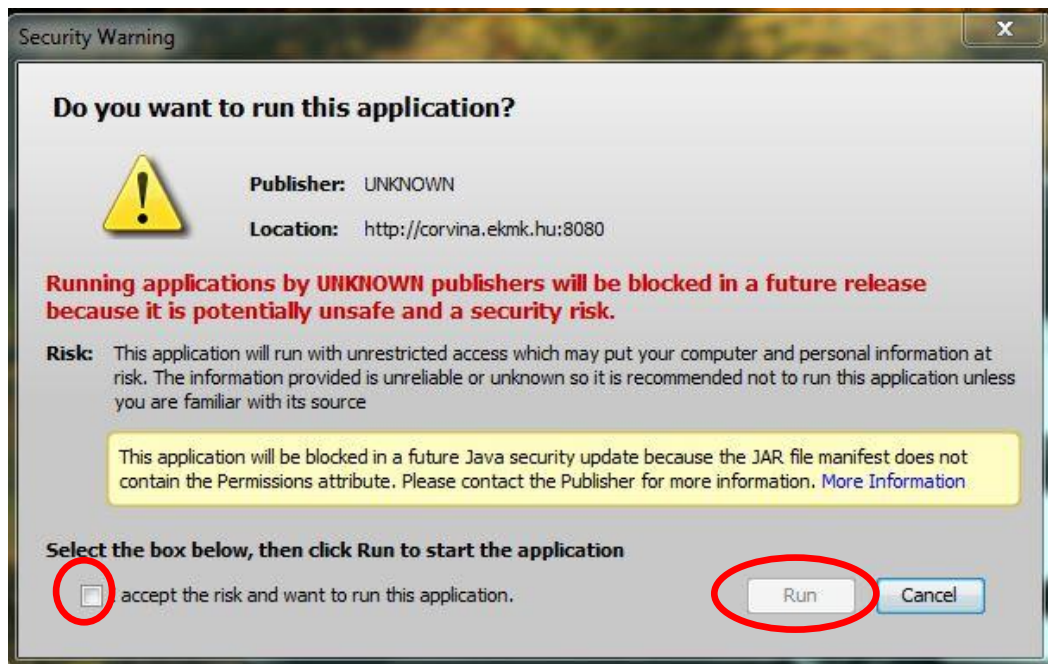 Security Warning
X
Do you want to run this application?
Publisher: UNKNOWN
Location: http://corvina.ekmk.hu:8080
Running applications by UNKNOWN publishers will be blocked in a future release
because it is potentially unsafe and a security risk.
Risk: This application will run with unrestricted access which may put your computer and personal information at
risk. The information provided is unreliable or unknown so it is recommended not to run this application unless
you are familiar with its source
This application will be blocked in a future Java security update because the JAR file manifest does not
contain the Permissions attribute. Please contact the Publisher for more information. More Information
Select the box below, then click Run to start the application
accept the risk and want to run this application.
Run
Cancel